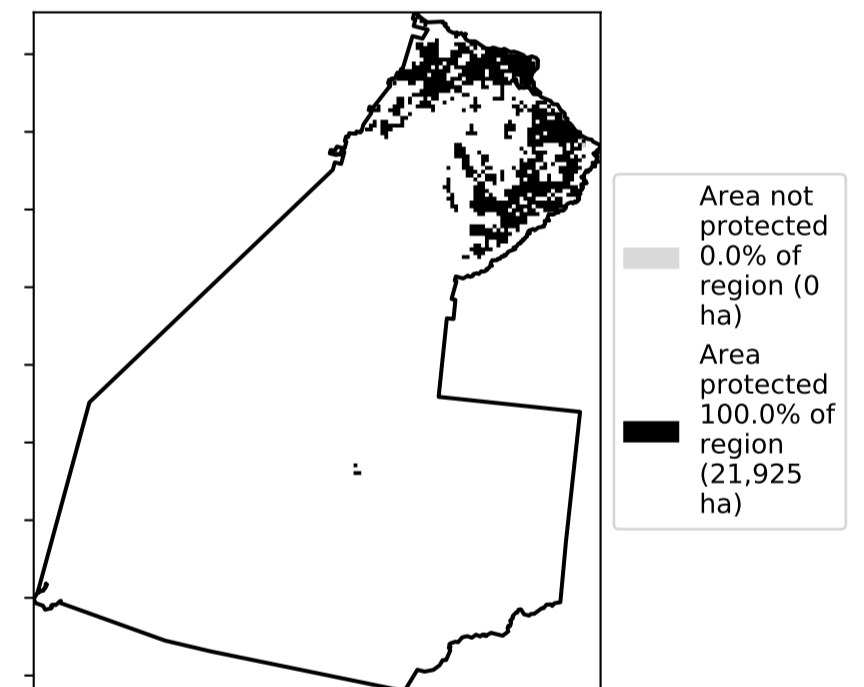 Area not
protected
0.0% of
region (0
ha)
Area
protected
100.0% of
region
(21,925
ha)